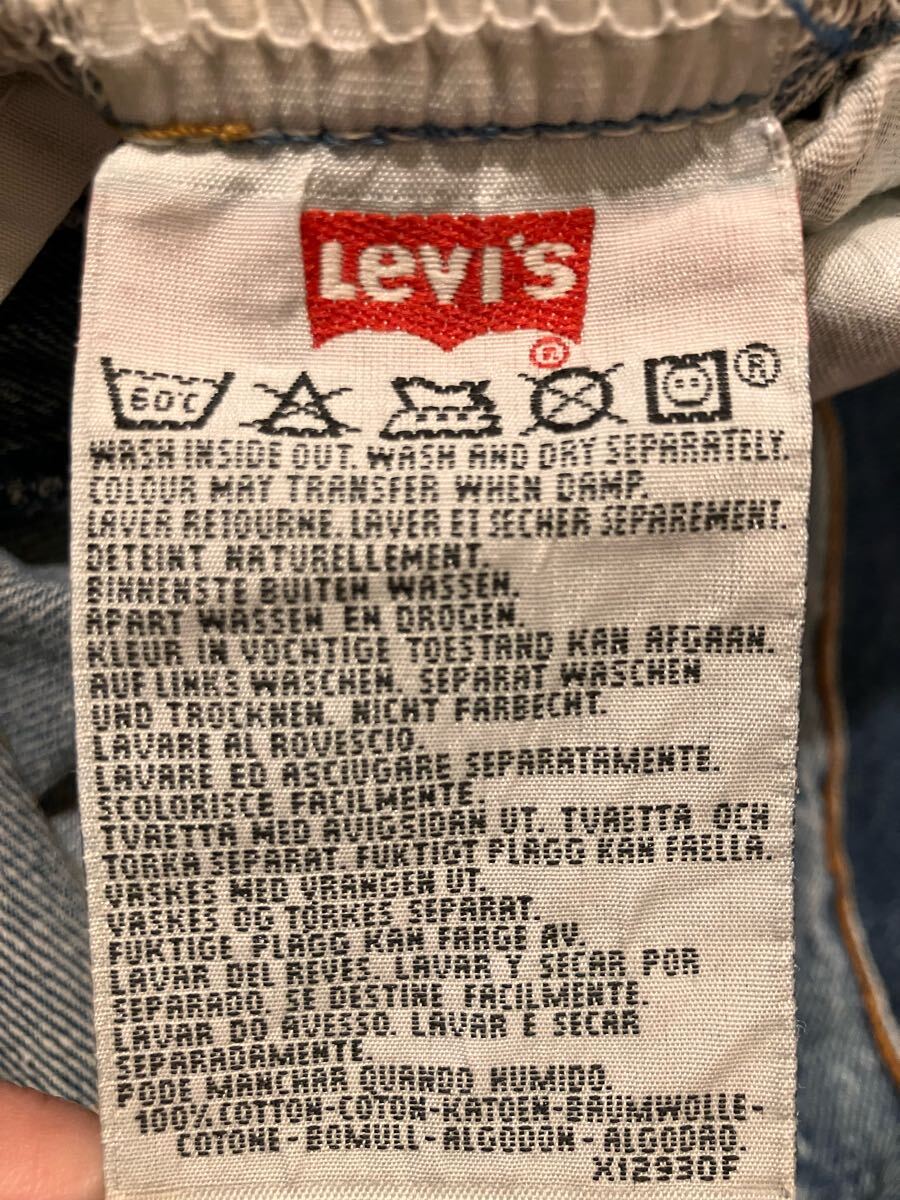 Levi's
®
60°C
®
WASH INSIDE OUT. WASH AND DRY SEPARATELY.
COLOUR MAY TRANSFER WHEN DAMP.
LAVER RETOURNE. LAVER ET SECHER SEPAREMENT.
DETEINT NATURELLEMENT.
BINNENSTE BUITEN WASSEN.
APART WASSEN EN DROGEN.
KLEUR IN VOCHTIGE TOESTAND KAN AFGAAN.
AUF LINKS WASCHEN. SEPARAT WASCHEN
UND TROCKNEN. NICHT FARBECHT.
LAVARE AL ROVESCIO.
LAVARE ED ASCIUGARE SEPARATAMENTE.
SCOLORISCE FACILMENTE.
TVAETTA MED AVIGSIDAN UT. TVAETTA OCH
TORKA SEPARAT. FUKTIGT PLAGG KAN FAELLA.
VASKES MED VRANGEN UT.
VASKES OG TORKES SEPARAT.
FUKTIGE PLAGG KAN FARGE AV.
LAVAR DEL REVES. LAVAR Y SECAR POR
SEPARADO. SE DESTINE FACILMENTE.
LAVAR DO AVESSO. LAVAR E SECAR
SEPARADAMENTE.
PODE MANCHAR QUANDO HUMIDO.
100% COTTON-COTON-KATOEN-BAUMWOLLE-
COTONE-BOMULL-ALGODON-ALGODAO.
X12930F